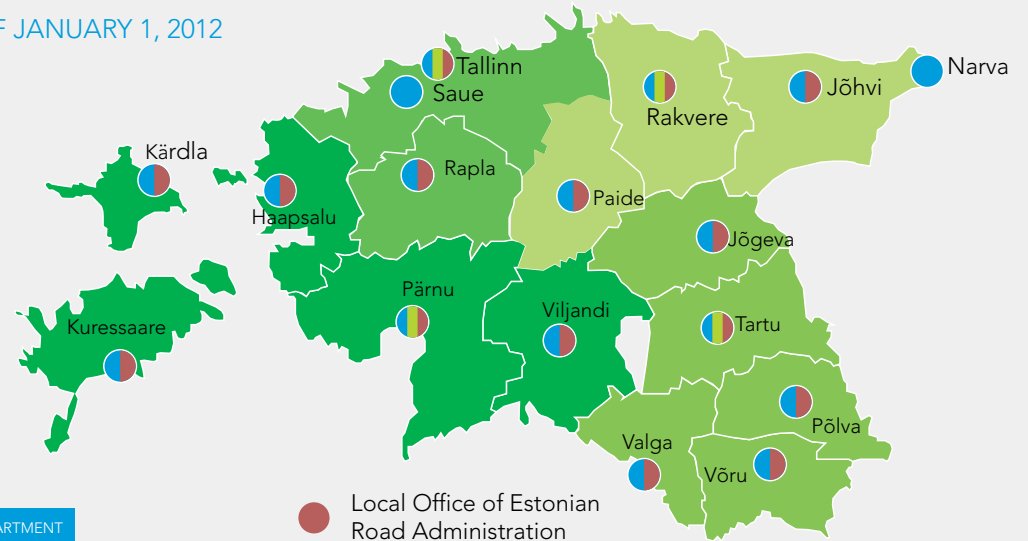 F JANUARY 1, 2012
Tallinn
Saue
Narva
Jõhvi
Rakvere
Kärdla
Rapla
Haapsalu
Paide
Jõgeva
Pärnu
Viljandi
Kuressaare
Tartu
Põlva
Valga
Võru
Local Office of Estonian
Road Administration
ARTMENT